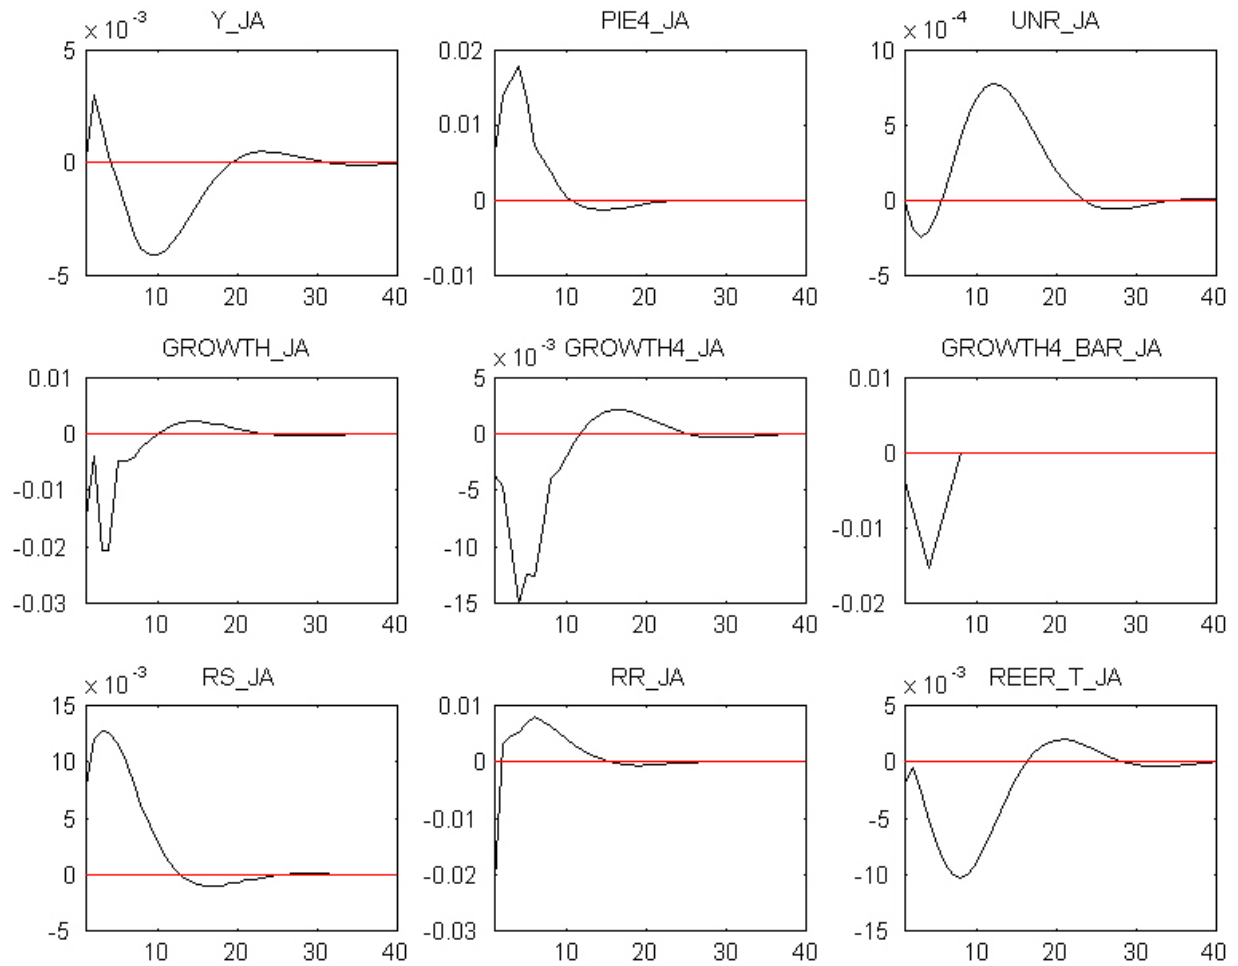 × 10 -3 Y_JA
5
0
-5
10 20 30 40
PIE4_JA
0.02
0.01
0
-0.01
10 20 30 40
× 10 -4 UNR_JA
10
5
0
-5
10 20 30 40
GROWTH_JA
0.01
0
-0.01
-0.02
-0.03
10 20 30 40
× 10 -3 GROWTH4_JA
5
0
-5
-10
-15
10 20 30 40
GROWTH4_BAR_JA
0.01
0
-0.01
-0.02
10 20 30 40
× 10 -3 RS_JA
15
10
5
0
-5
10 20 30 40
RR_JA
0.01
0
-0.01
-0.02
-0.03
10 20 30 40
× 10 -3 REER_T_JA
5
0
-5
-10
-15
10 20 30 40